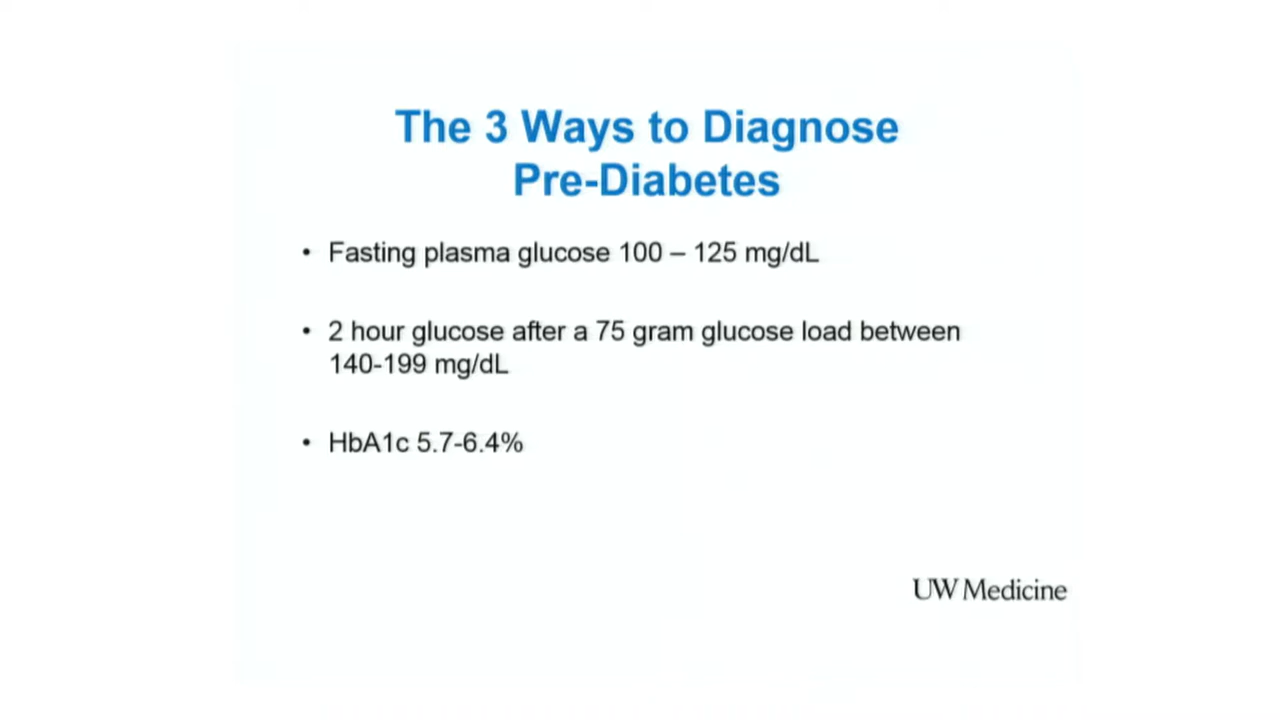 The 3 Ways to Diagnose
Pre-Diabetes
• Fasting plasma glucose 100 – 125 mg/dL
• 2 hour glucose after a 75 gram glucose load between
140-199 mg/dL
• HbA1c 5.7-6.4%
UW Medicine